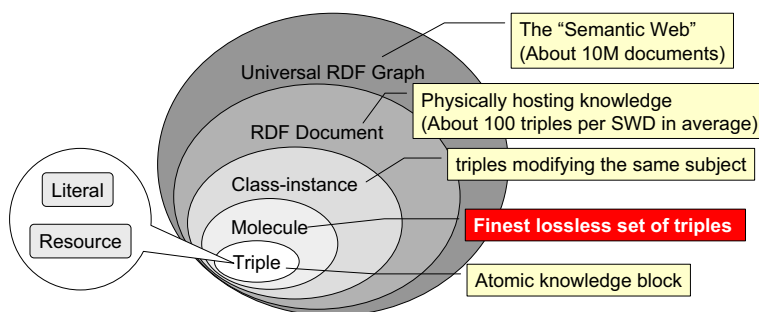 The “Semantic Web”
(About 10M documents)
Universal RDF Graph
Physically hosting knowledge
(About 100 triples per SWD in average)
RDF Document
triples modifying the same subject
Class-instance
Literal
Molecule
Finest lossless set of triples
Resource
Triple
Atomic knowledge block